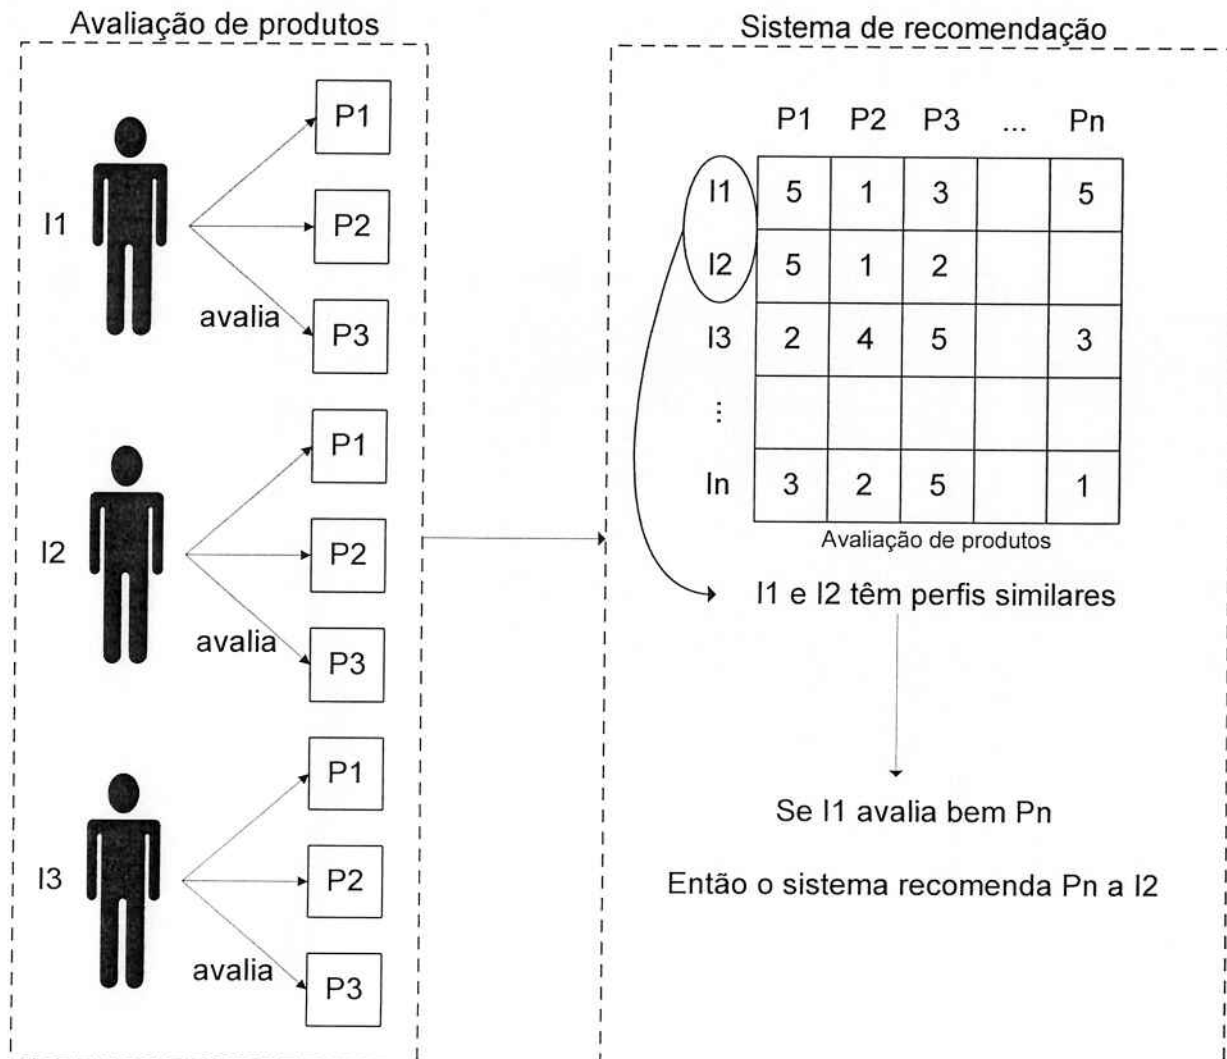 Avaliação de produtos
I1
P1
P2
avalia
P3
I2
P1
P2
avalia
P3
I3
P1
P2
avalia
P3
Sistema de recomendação
P1 P2 P3 ... Pn
I1 5 1 3 5
I2 5 1 2
I3 2 4 5 3
...
In 3 2 5 1
Avaliação de produtos
I1 e I2 têm perfis similares
Se I1 avalia bem Pn
Então o sistema recomenda Pn a I2